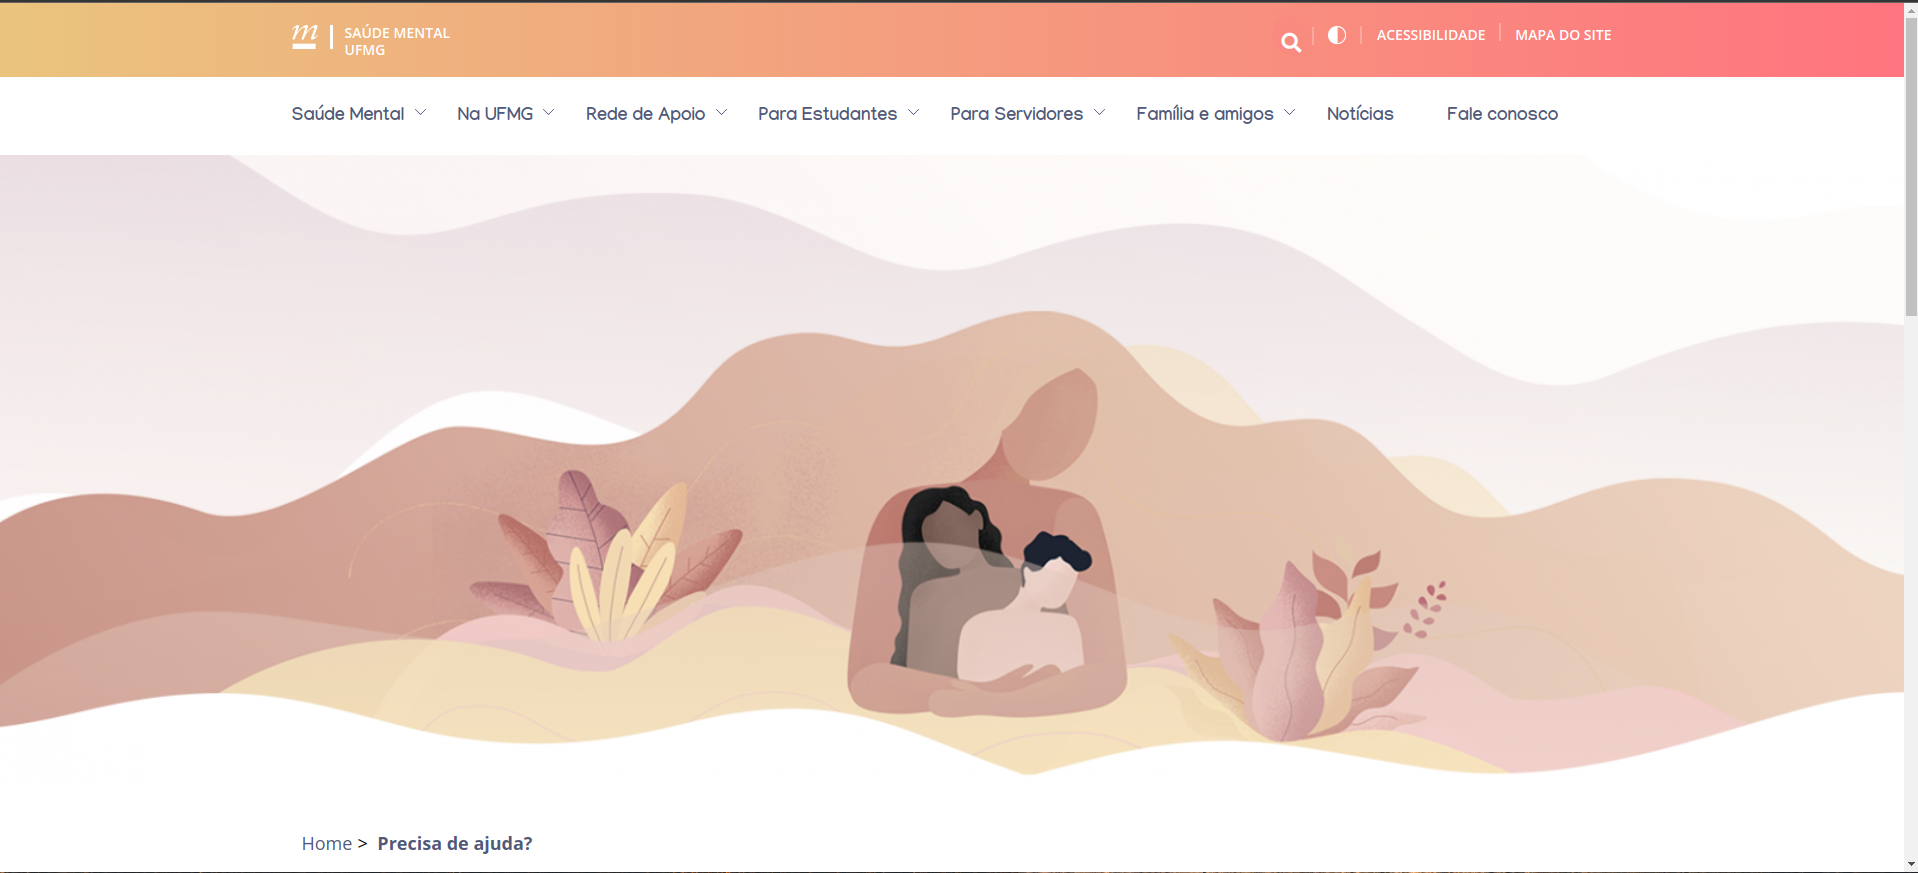 m
SAÚDE MENTAL
UFMG
ACESSIBILIDADE
MAPA DO SITE
Saúde Mental
Na UFMG
Rede de Apoio
Para Estudantes
Para Servidores
Família e amigos
Notícias
Fale conosco
Home > Precisa de ajuda?